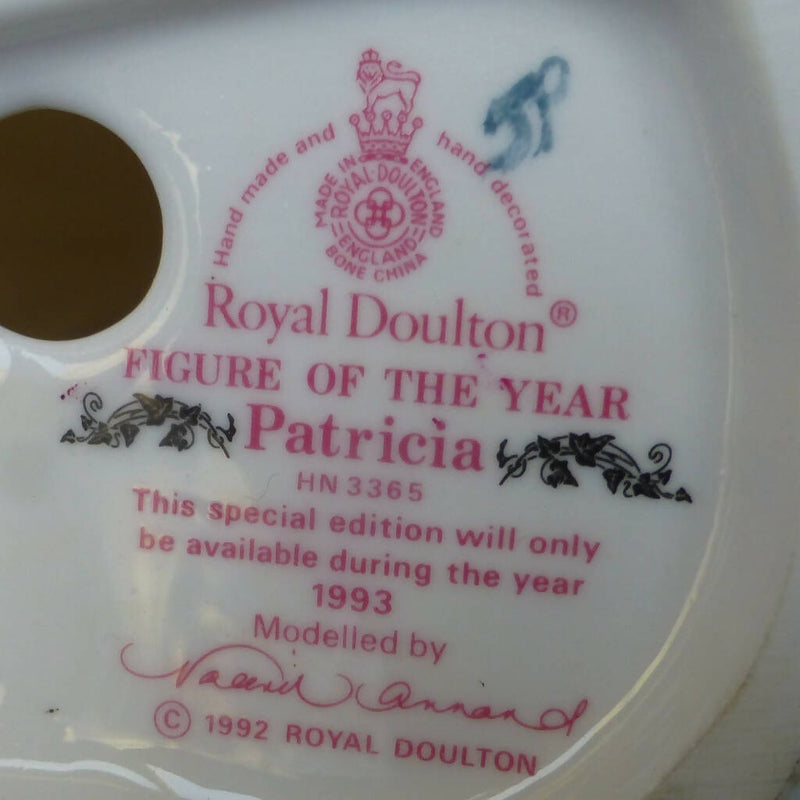 Hand made and hand decorated
MADE IN ENGLAND
ROYAL·DOULTON
ENGLAND
BONE CHINA
Royal Doulton®
FIGURE OF THE YEAR
Patricia
HN 3365
This special edition will only
be available during the year
1993
Modelled by
Valerie Annand
© 1992 ROYAL DOULTON